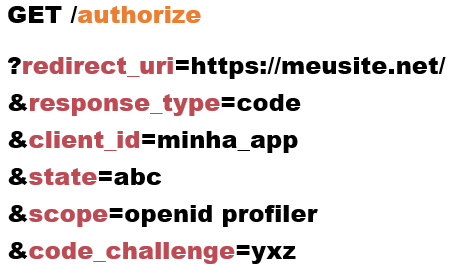 GET /authorize
?redirect_uri=https://meusite.net/
&response_type=code
&client_id=minha_app
&state=abc
&scope=openid profiler
&code_challenge=yxz